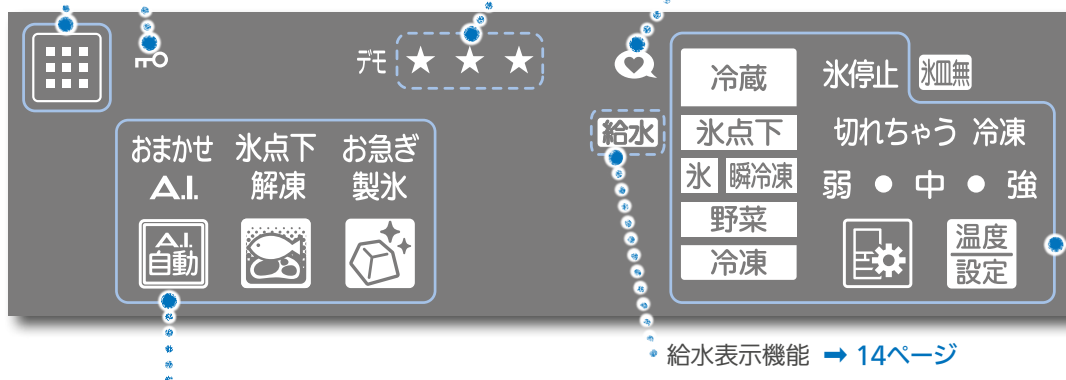 デモ ★ ★ ★
冷蔵 氷停止 氷皿無
おまかせ 氷点下 お急ぎ 給水 氷点下 切れちゃう 冷凍
A.I. 解凍 製氷 氷 瞬冷凍 弱 ● 中 ● 強
A.I. 野菜 温度
自動 冷凍 設定
給水表示機能 ➡ 14ページ